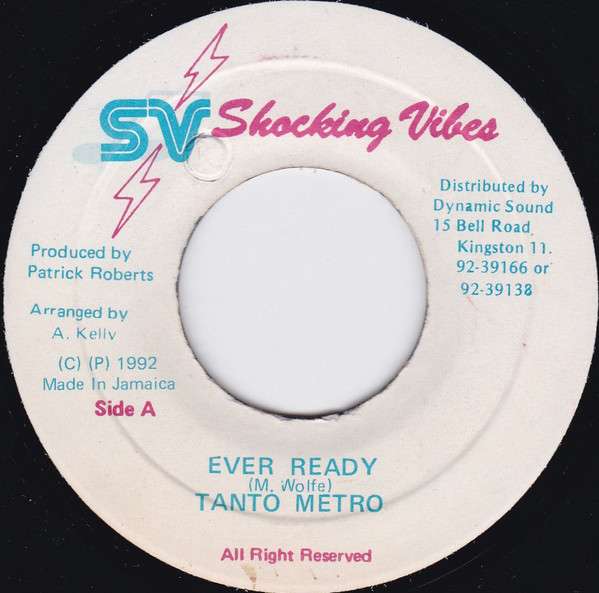 SV Shocking Vibes
Distributed by
Dynamic Sound
15 Bell Road,
Kingston 11.
92-39166 or
92-39138
Produced by
Patrick Roberts
Arranged by
A. Kelly
(C) (P) 1992
Made In Jamaica
Side A
EVER READY
(M. Wolfe)
TANTO METRO
All Right Reserved